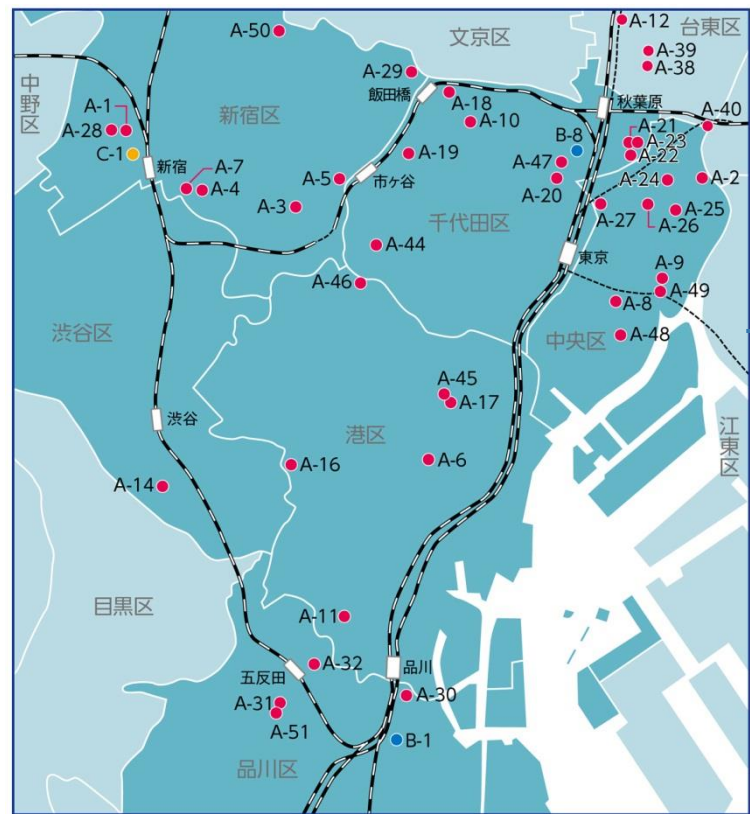 A-12
A-50
文京区
台東区
A-39
A-38
中野区
A-29
飯田橋
新宿区
A-18
秋葉原
A-40
A-1
A-10
B-8
A-21
A-28
A-23
C-1
A-19
A-47
A-22
新宿
A-7
A-5
市ヶ谷
A-20
A-24
A-2
A-4
A-3
千代田区
A-27
A-25
A-26
A-44
東京
A-46
A-9
A-49
A-8
渋谷区
中央区
A-48
A-45
A-17
渋谷
港区
江東区
A-16
A-6
A-14
目黒区
A-11
A-32
品川
五反田
A-30
A-31
A-51
B-1
品川区